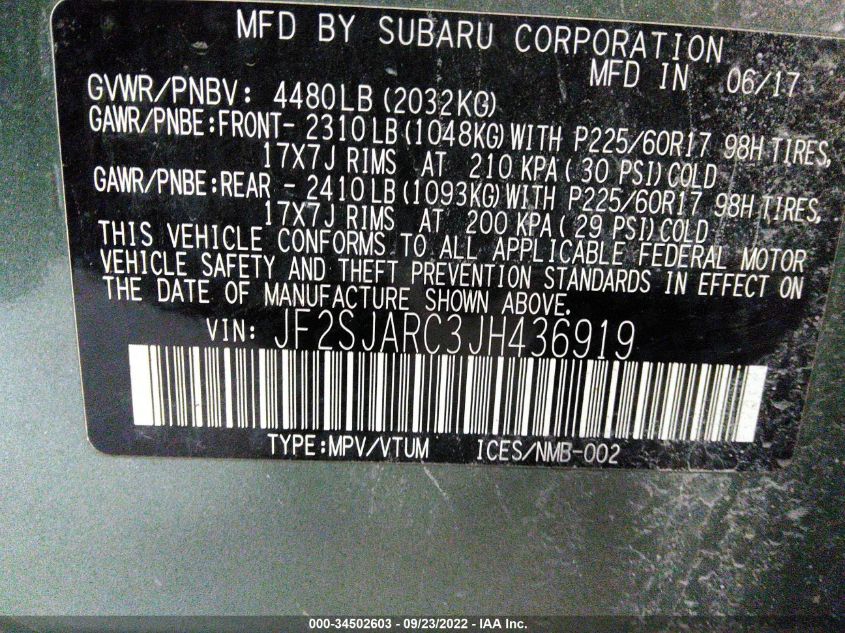 MFD BY SUBARU CORPORATION
MFD IN 06/17
GVWR/PNBV: 4480LB(2032KG)
GAWR/PNBE:FRONT- 2310LB(1048KG)WITH P225/60R17 98H TIRES,
17X7J RIMS AT 210 KPA( 30 PSI)COLD
GAWR/PNBE:REAR - 2410LB(1093KG)WITH P225/60R17 98H TIRES,
17X7J RIMS AT 200 KPA( 29 PSI)COLD
THIS VEHICLE CONFORMS TO ALL APPLICABLE FEDERAL MOTOR
VEHICLE SAFETY AND THEFT PREVENTION STANDARDS IN EFFECT ON
THE DATE OF MANUFACTURE SHOWN ABOVE.
VIN: JF2SJARC3JH436919
TYPE:MPV/VTUM ICES/NMB-002
000-34502603 - 09/23/2022 - IAA Inc.